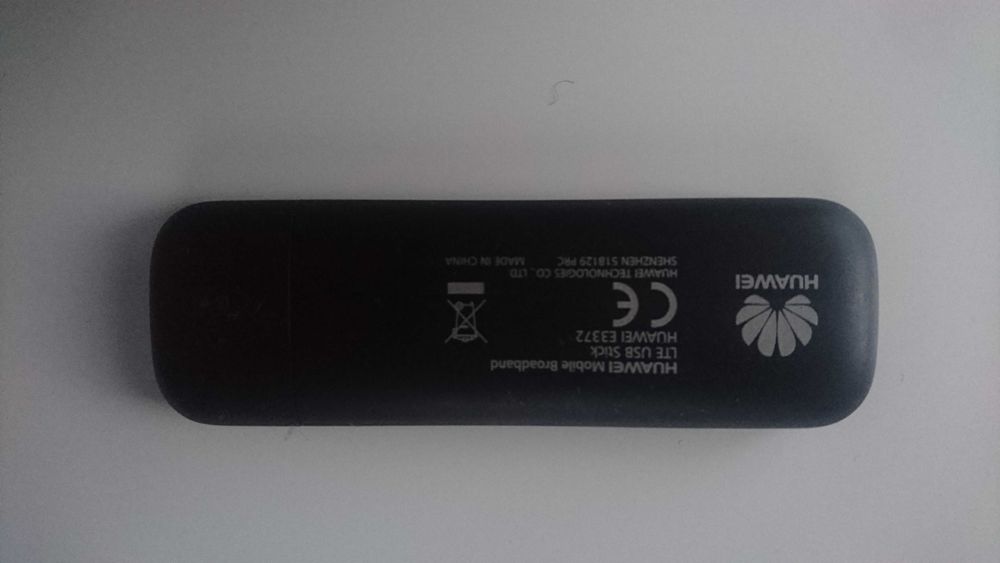 HUAWEI
HUAWEI Mobile Broadband
LTE USB Stick
HUAWEI E3372
CE
HUAWEI TECHNOLOGIES CO., LTD
SHENZHEN 518129 PRC MADE IN CHINA